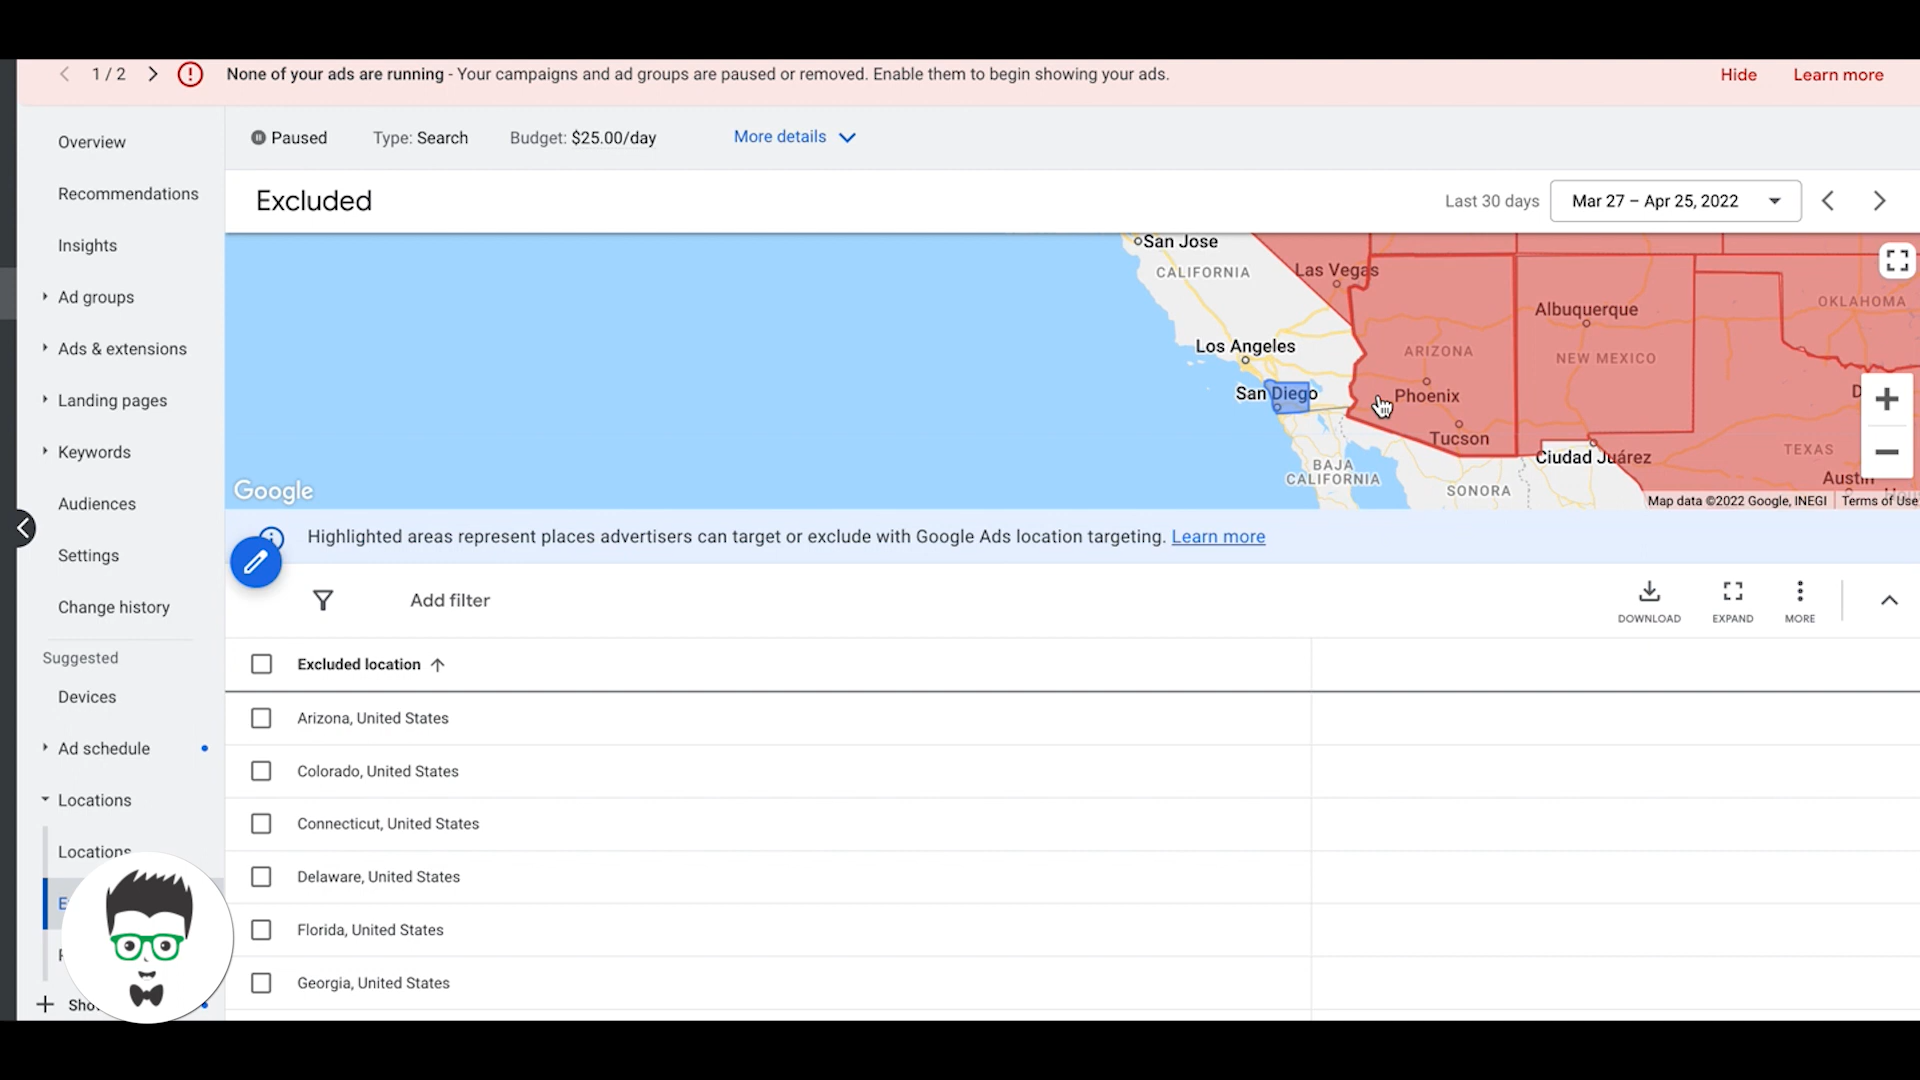 1 / 2
None of your ads are running - Your campaigns and ad groups are paused or removed. Enable them to begin showing your ads.
Hide
Learn more
Overview
Recommendations
Insights
Ad groups
Ads & extensions
Landing pages
Keywords
Audiences
Settings
Change history
Suggested
Devices
Ad schedule
Locations
Locations
Paused
Type: Search
Budget: $25.00/day
More details
Excluded
Last 30 days
Mar 27 – Apr 25, 2022
San Jose
CALIFORNIA
Las Vegas
Albuquerque
OKLAHOMA
Los Angeles
ARIZONA
NEW MEXICO
San Diego
Phoenix
Tucson
Ciudad Juárez
TEXAS
BAJA
CALIFORNIA
SONORA
Austin
Google
Map data ©2022 Google, INEGI
Terms of Use
Highlighted areas represent places advertisers can target or exclude with Google Ads location targeting. Learn more
Add filter
DOWNLOAD
EXPAND
MORE
Excluded location
Arizona, United States
Colorado, United States
Connecticut, United States
Delaware, United States
Florida, United States
Georgia, United States